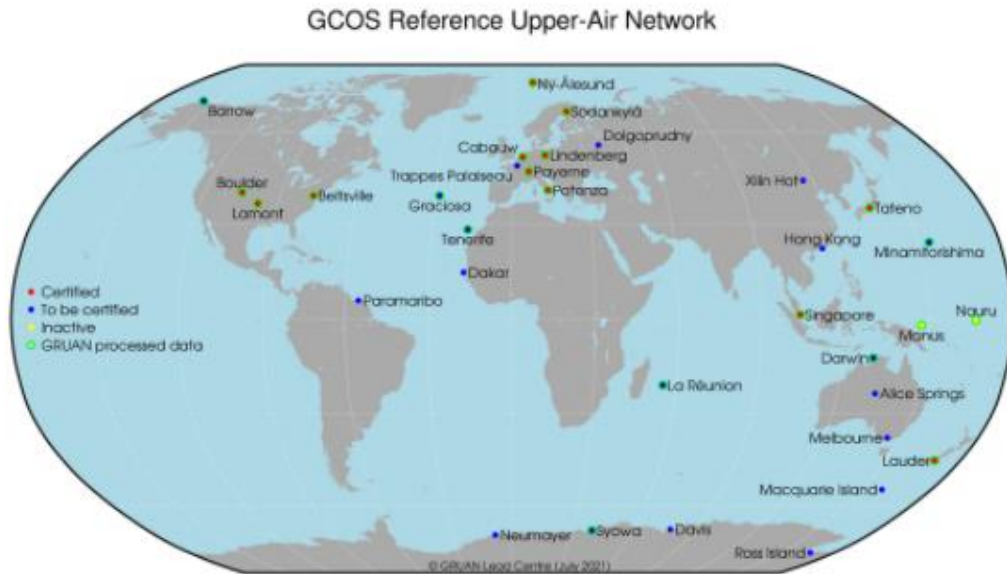 GCOS Reference Upper-Air Network
Ny-Ålesund
Barrow
Sodankylä
Dolgoprudny
Cabauw
Lindenberg
Trappes Palaiseau
Payerne
Xilin Hot
Boulder
Beltsville
Potenza
Lamont
Graciosa
Tateno
Tenerife
Hong Kong
Minamitorishima
Dakar
Certified
To be certified
Paramaribo
Inactive
Singapore
Nauru
GRUAN processed data
Manus
Darwin
La Réunion
Alice Springs
Melbourne
Lauder
Macquarie Island
Neumayer
Syowa
Davis
Ross Island
© GRUAN Lead Centre (July 2021)